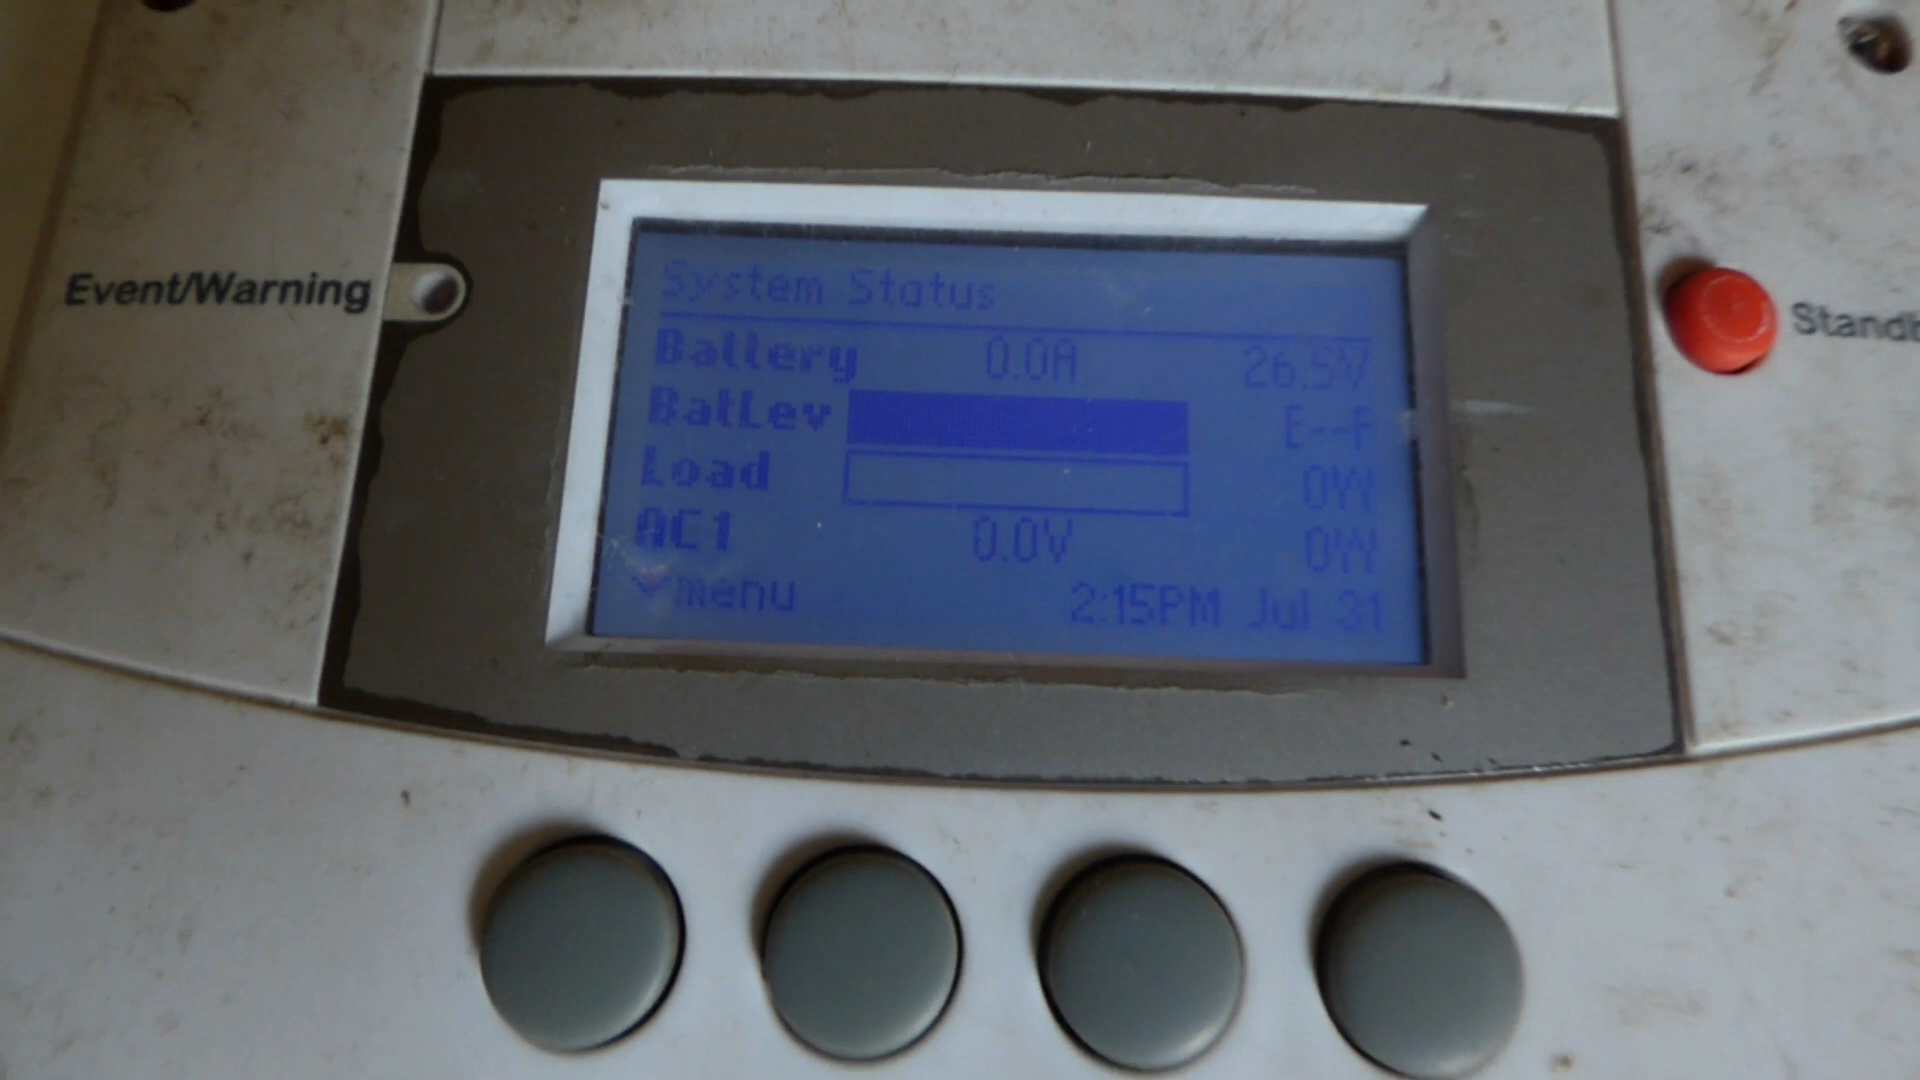 System Status
Event/Warning
Battery 0.0A 26.5V
BatLev E--F
Load 0W
AC1 0.0V 0W
menu 2:15PM Jul 31